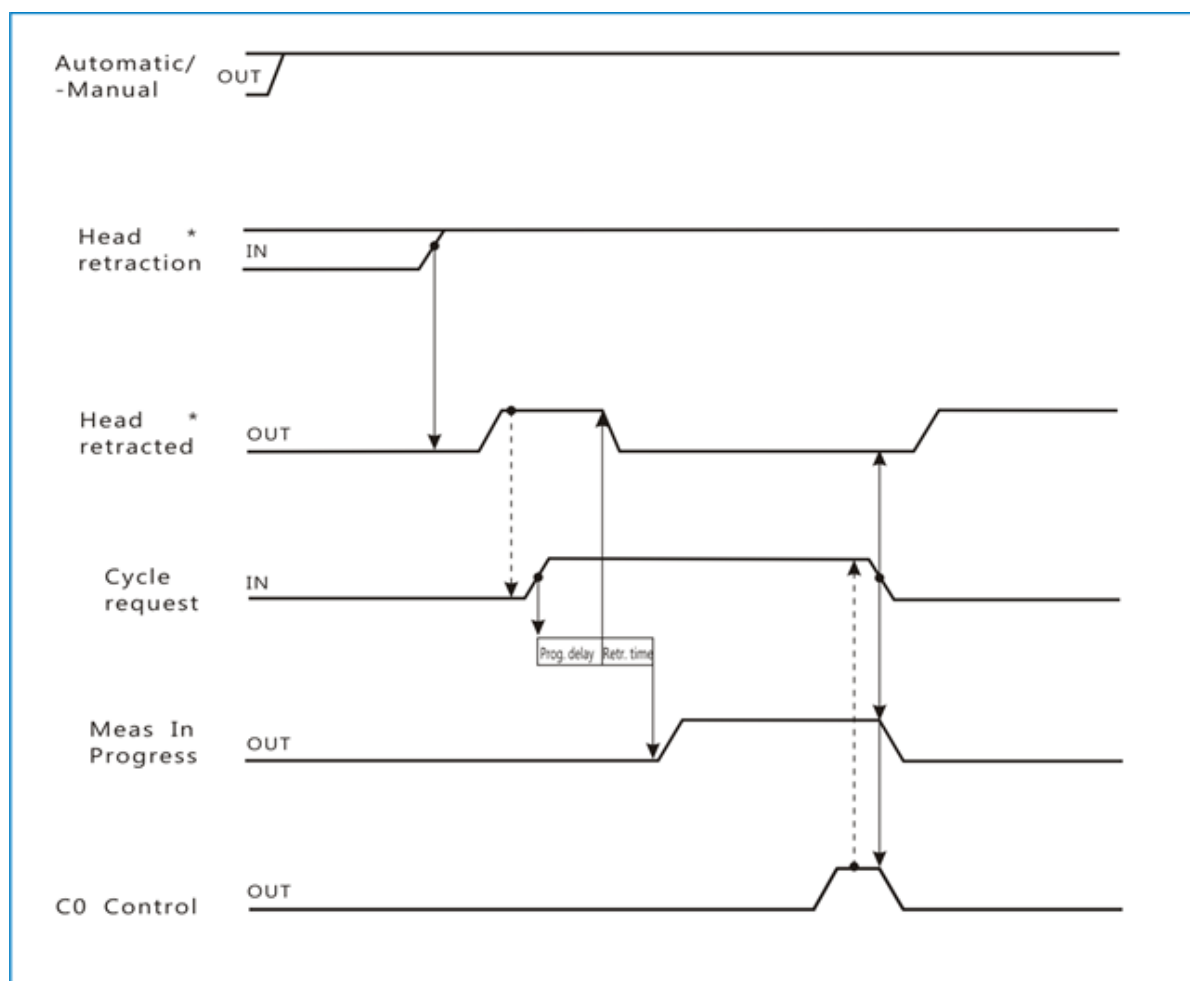 Automatic/
-Manual
OUT
Head *
retraction
IN
Head *
retracted
OUT
Cycle
request
IN
Prog. delay
Retr. time
Meas In
Progress
OUT
C0 Control
OUT